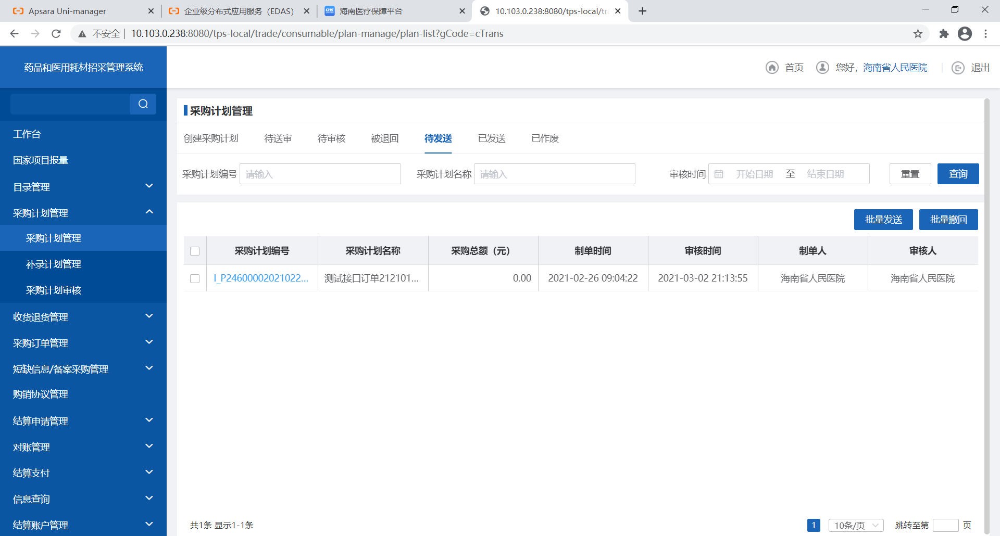 Apsara Uni-manager
企业级分布式应用服务（EDAS）
海南医疗保障平台
10.103.0.238:8080/tps-local/tra
不安全
10.103.0.238:8080/tps-local/trade/consumable/plan-manage/plan-list?gCode=cTrans
药品和医用耗材招采管理系统
首页
您好，海南省人民医院
退出
工作台
国家项目报量
目录管理
采购计划管理
采购计划管理
补录计划管理
采购计划审核
收货退货管理
采购订单管理
短缺信息/备案采购管理
购销协议管理
结算申请管理
对账管理
结算支付
信息查询
结算账户管理
采购计划管理
创建采购计划 待送审 待审核 被退回 待发送 已发送 已作废
采购计划编号 请输入 采购计划名称 请输入 审核时间 开始日期 至 结束日期 重置 查询
批量发送 批量撤回
采购计划编号 采购计划名称 采购总额（元） 制单时间 审核时间 制单人 审核人
I_P24600002021022... 测试接口订单212101... 0.00 2021-02-26 09:04:22 2021-03-02 21:13:55 海南省人民医院 海南省人民医院
共1条 显示1-1条
1 10条/页 跳转至第 页